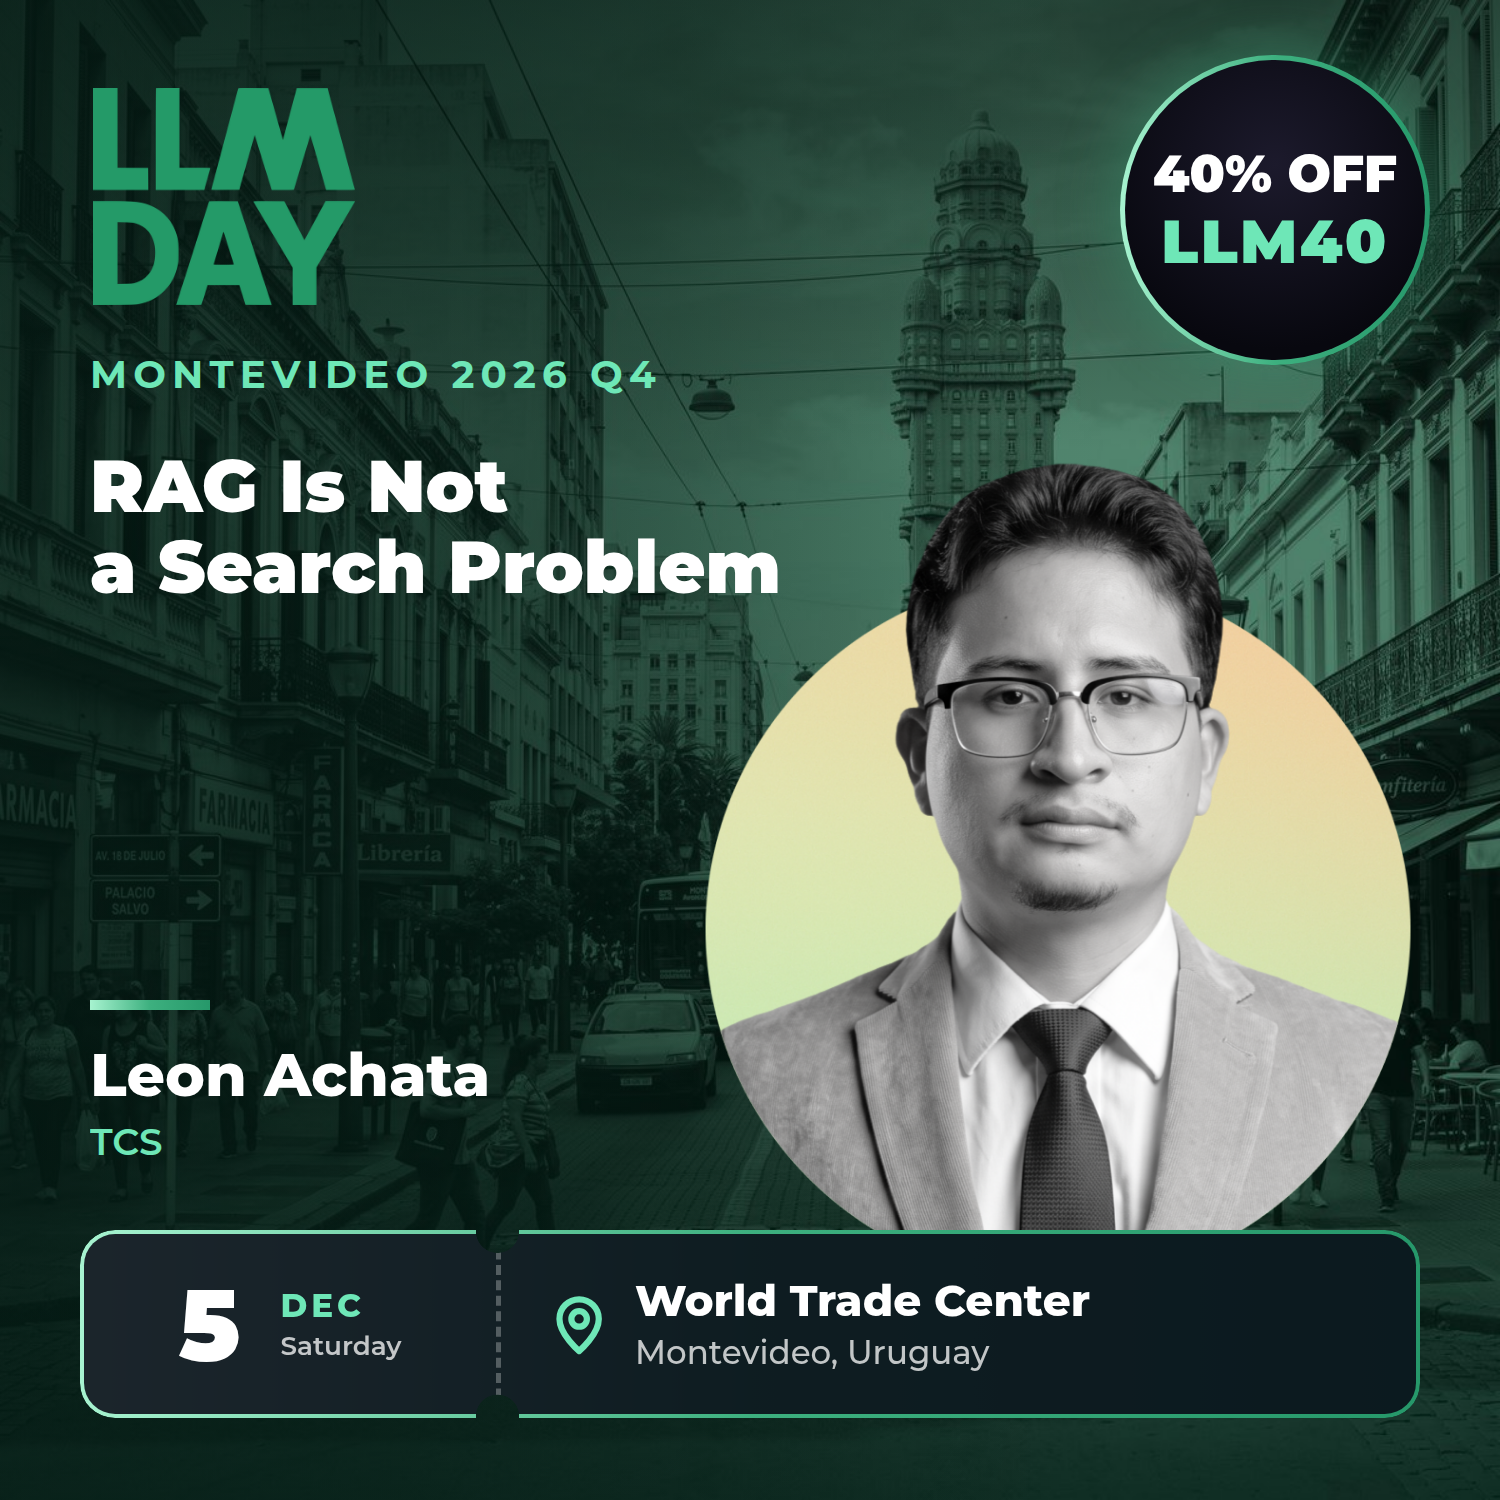 LLM
DAY
40% OFF
LLM40
MONTEVIDEO 2026 Q4
RAG Is Not
a Search Problem
FARMACIA
FARMACIA
Librería
AV. 18 DE JULIO
PALACIO
SALVO
nfitería
Leon Achata
TCS
5
DEC
Saturday
World Trade Center
Montevideo, Uruguay